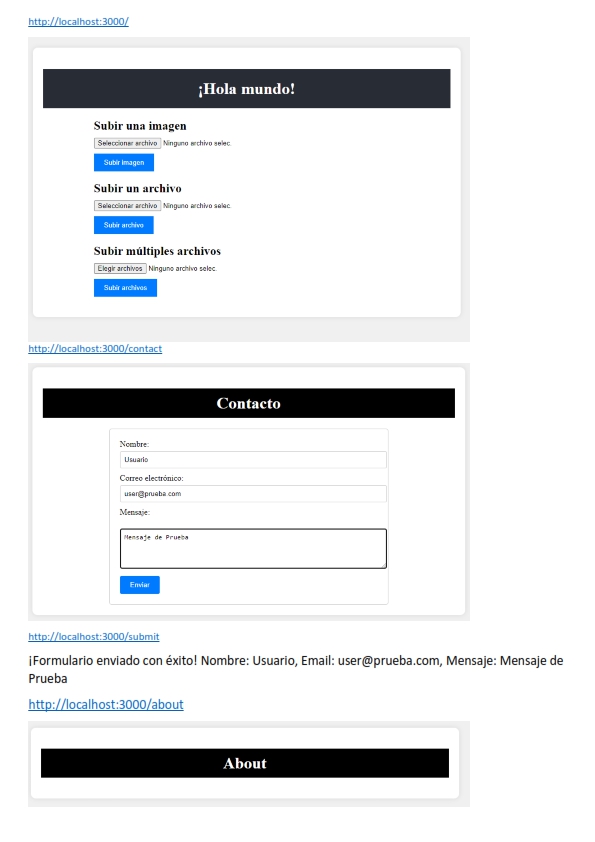 http://localhost:3000/
¡Hola mundo!
Subir una imagen
Seleccionar archivo Ninguno archivo selec.
Subir imagen
Subir un archivo
Seleccionar archivo Ninguno archivo selec.
Subir archivo
Subir múltiples archivos
Elegir archivos Ninguno archivo selec.
Subir archivos
http://localhost:3000/contact
Contacto
Nombre:
Usuario
Correo electrónico:
user@prueba.com
Mensaje:
Mensaje de Prueba
Enviar
http://localhost:3000/submit
¡Formulario enviado con éxito! Nombre: Usuario, Email: user@prueba.com, Mensaje: Mensaje de
Prueba
http://localhost:3000/about
About